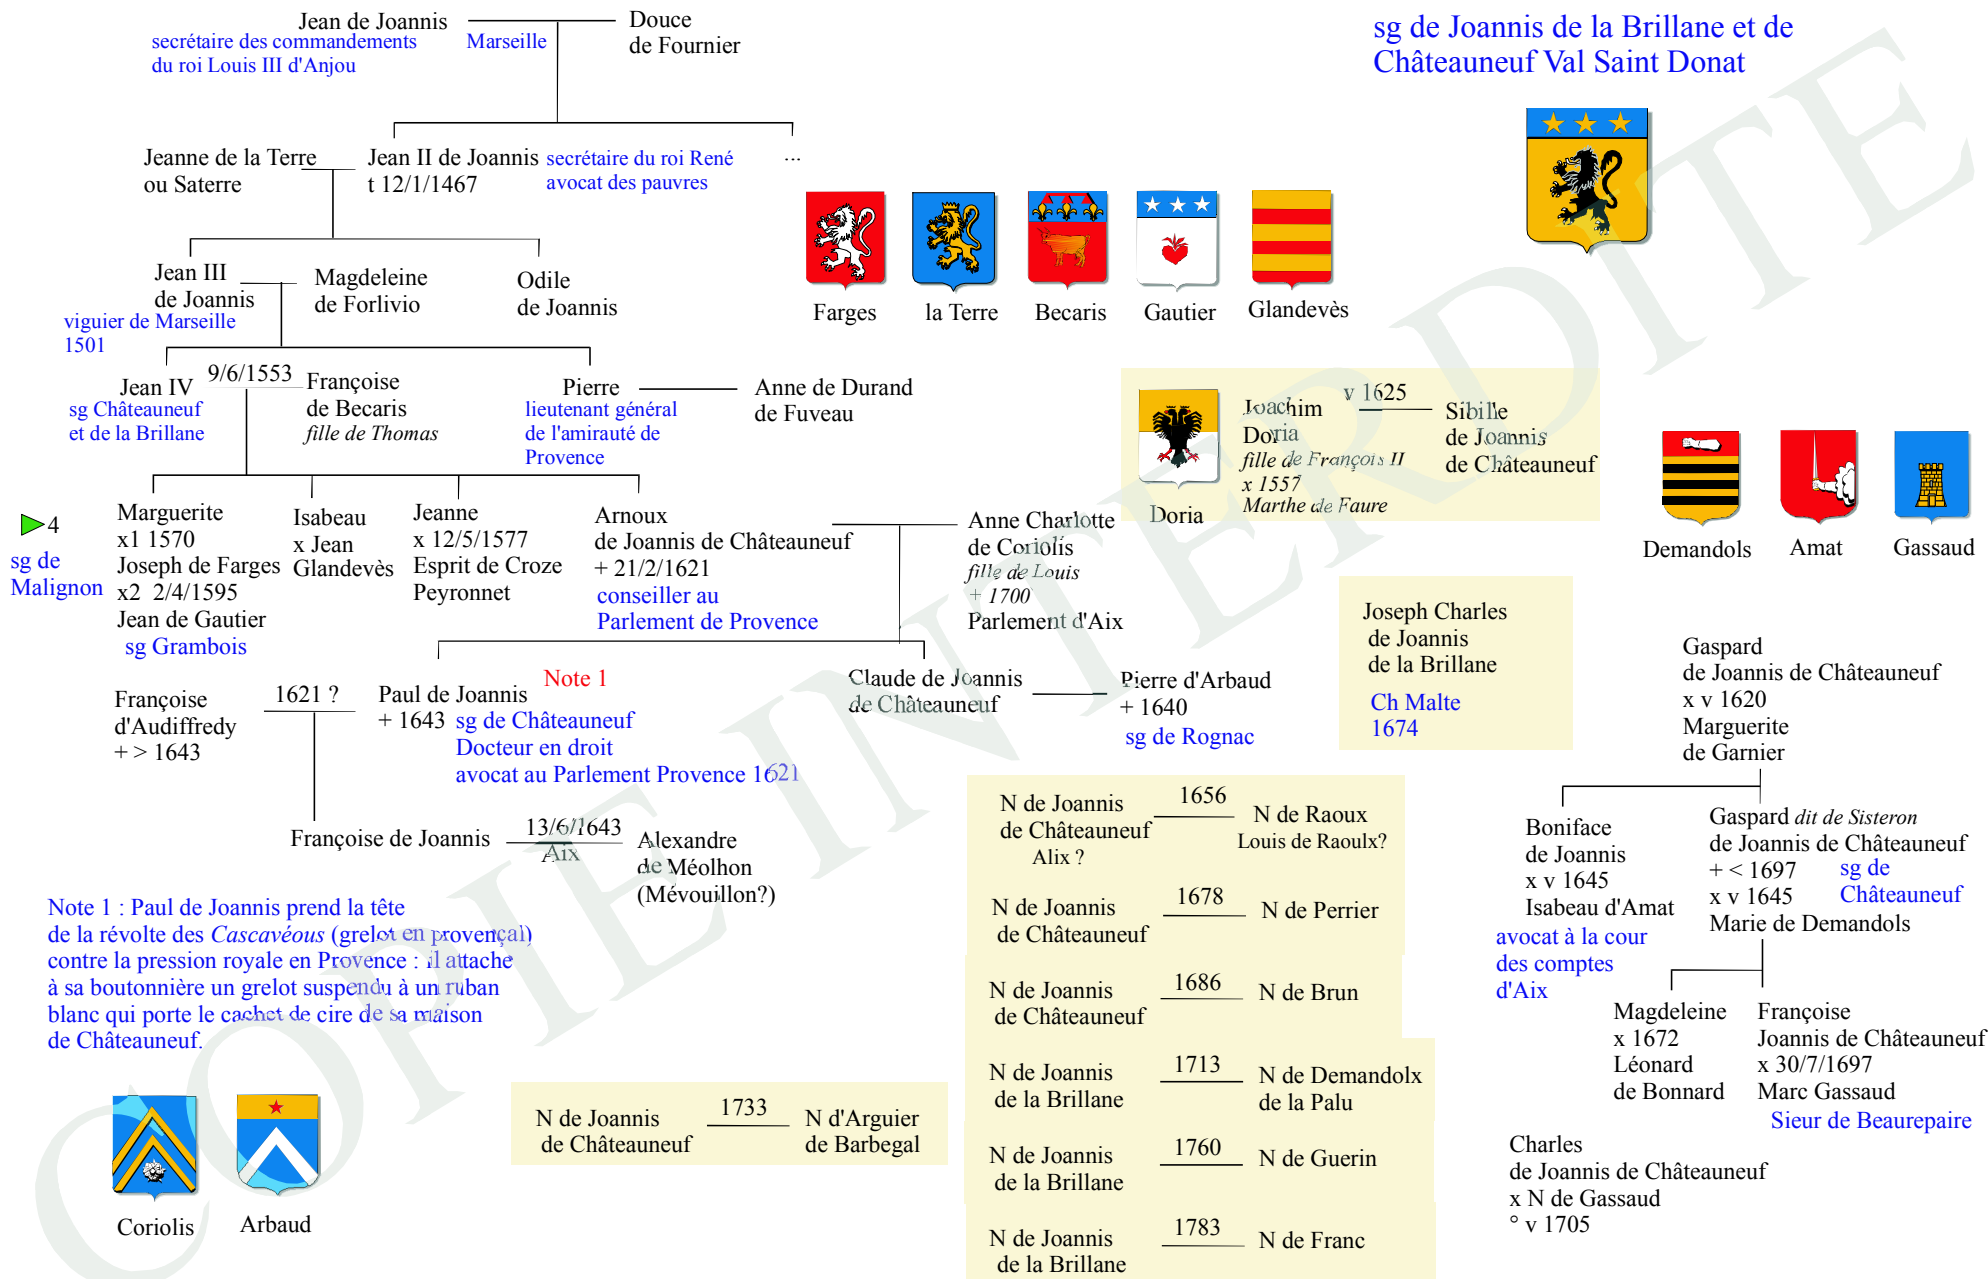 Jean de Joannis
secrétaire des commandements
du roi Louis III d'Anjou
Marseille
Douce
de Fournier
sg de Joannis de la Brillane et de
Châteauneuf Val Saint Donat
Jeanne de la Terre
ou Saterre
Jean II de Joannis
t 12/1/1467
secrétaire du roi René
avocat des pauvres
...
Farges
la Terre
Becaris
Gautier
Glandevès
Jean III
de Joannis
viguier de Marseille
1501
Magdeleine
de Forlivio
Odile
de Joannis
Jean IV
sg Châteauneuf
et de la Brillane
9/6/1553
Françoise
de Becaris
fille de Thomas
Pierre
lieutenant général
de l'amirauté de
Provence
Anne de Durand
de Fuveau
Joachim
Doria
fille de François II
x 1557
Marthe de Faure
v 1625
Sibille
de Joannis
de Châteauneuf
Doria
Demandols
Amat
Gassaud
4
sg de
Malignon
Marguerite
x1 1570
Joseph de Farges
x2 2/4/1595
Jean de Gautier
sg Grambois
Isabeau
x Jean
Glandevès
Jeanne
x 12/5/1577
Esprit de Croze
Peyronnet
Arnoux
de Joannis de Châteauneuf
+ 21/2/1621
conseiller au
Parlement de Provence
Anne Charlotte
de Coriolis
fille de Louis
+ 1700
Parlement d'Aix
Joseph Charles
de Joannis
de la Brillane
Ch Malte
1674
Gaspard
de Joannis de Châteauneuf
x v 1620
Marguerite
de Garnier
Françoise
d'Audiffredy
+ > 1643
1621 ?
Paul de Joannis
+ 1643
Note 1
sg de Châteauneuf
Docteur en droit
avocat au Parlement Provence 1621
Claude de Joannis
de Châteauneuf
Pierre d'Arbaud
+ 1640
sg de Rognac
Françoise de Joannis
13/6/1643
Aix
Alexandre
de Méolhon
(Mévouillon?)
N de Joannis
de Châteauneuf
Alix ?
1656
N de Raoux
Louis de Raoulx?
N de Joannis
de Châteauneuf
1678
N de Perrier
N de Joannis
de Châteauneuf
1686
N de Brun
N de Joannis
de la Brillane
1713
N de Demandolx
de la Palu
N de Joannis
de la Brillane
1760
N de Guerin
N de Joannis
de la Brillane
1783
N de Franc
Boniface
de Joannis
x v 1645
Isabeau d'Amat
avocat à la cour
des comptes
d'Aix
Gaspard dit de Sisteron
de Joannis de Châteauneuf
+ < 1697
x v 1645
Marie de Demandols
sg de
Châteauneuf
Magdeleine
x 1672
Léonard
de Bonnard
Françoise
Joannis de Châteauneuf
x 30/7/1697
Marc Gassaud
Sieur de Beaurepaire
Charles
de Joannis de Châteauneuf
x N de Gassaud
° v 1705
Note 1 : Paul de Joannis prend la tête
de la révolte des Cascavéous (grelot en provençal)
contre la pression royale en Provence : il attache
à sa boutonnière un grelot suspendu à un ruban
blanc qui porte le cachet de cire de sa maison
de Châteauneuf.
Coriolis
Arbaud
N de Joannis
de Châteauneuf
1733
N d'Arguier
de Barbegal
COPIE INTERDITE